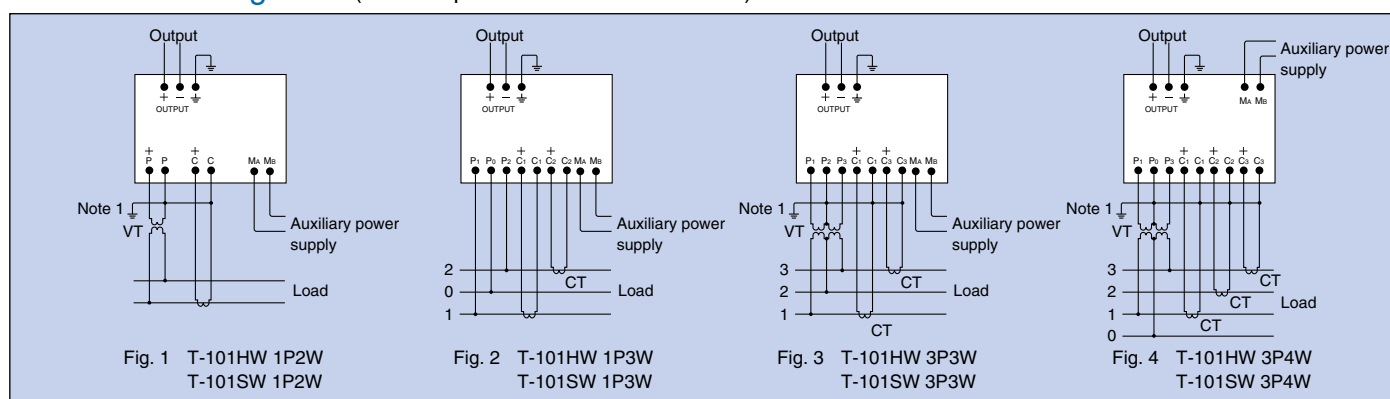 Output
+ − ⏚
OUTPUT
+ +
P P C C MA MB
Note 1
VT
Auxiliary power
supply
Load
Fig. 1 T-101HW 1P2W
T-101SW 1P2W
Output
+ − ⏚
OUTPUT
+ +
P1 P0 P2 C1 C1 C2 C2 MA MB
Auxiliary power
supply
2
CT
0
Load
1
Fig. 2 T-101HW 1P3W
T-101SW 1P3W
Output
+ − ⏚
OUTPUT
+ +
P1 P2 P3 C1 C1 C3 C3 MA MB
Note 1
VT
Auxiliary power
supply
3
CT
2
Load
1
CT
Fig. 3 T-101HW 3P3W
T-101SW 3P3W
Output
Auxiliary power
supply
+ − ⏚
MA MB
OUTPUT
+ + +
P1 P0 P3 C1 C1 C2 C2 C3 C3
Note 1
VT
3
CT
2
CT
Load
1
CT
0
Fig. 4 T-101HW 3P4W
T-101SW 3P4W